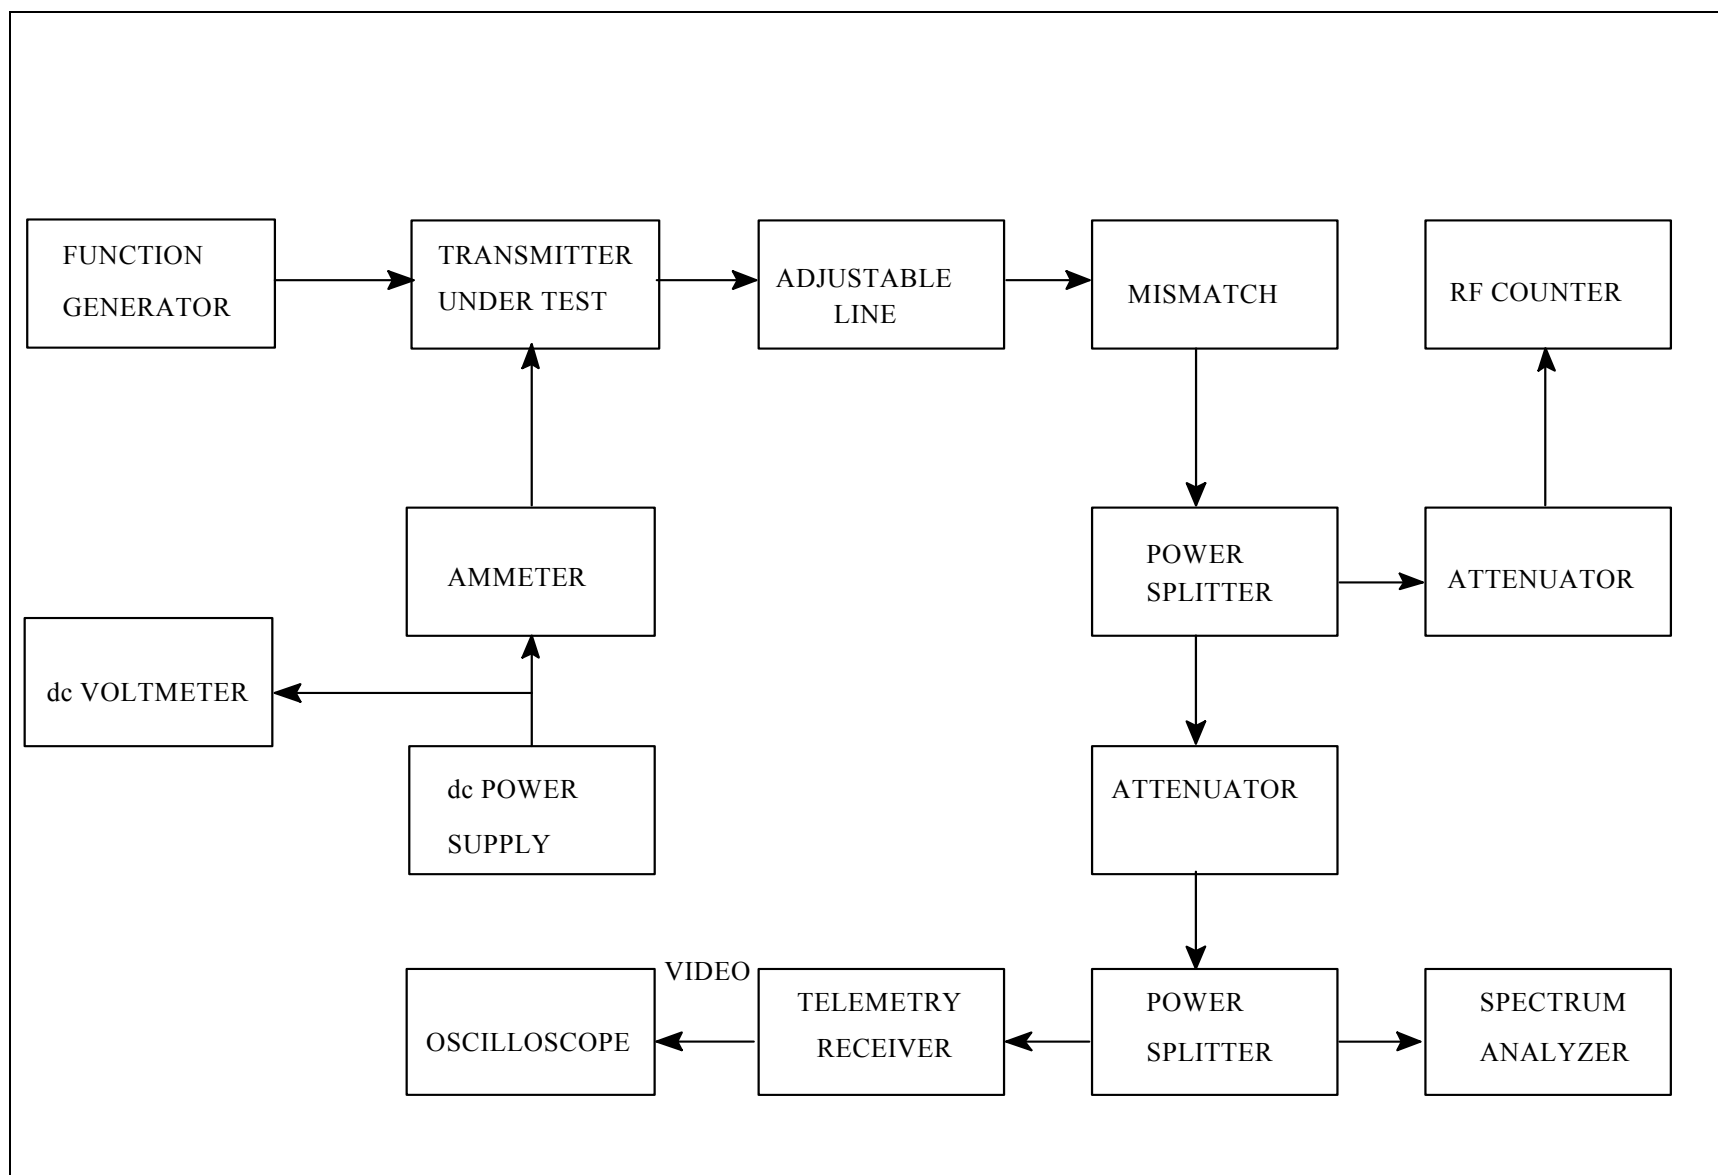 FUNCTION
GENERATOR
TRANSMITTER
UNDER TEST
ADJUSTABLE
LINE
MISMATCH
RF COUNTER
AMMETER
POWER
SPLITTER
ATTENUATOR
dc VOLTMETER
dc POWER
SUPPLY
ATTENUATOR
VIDEO
OSCILLOSCOPE
TELEMETRY
RECEIVER
POWER
SPLITTER
SPECTRUM
ANALYZER